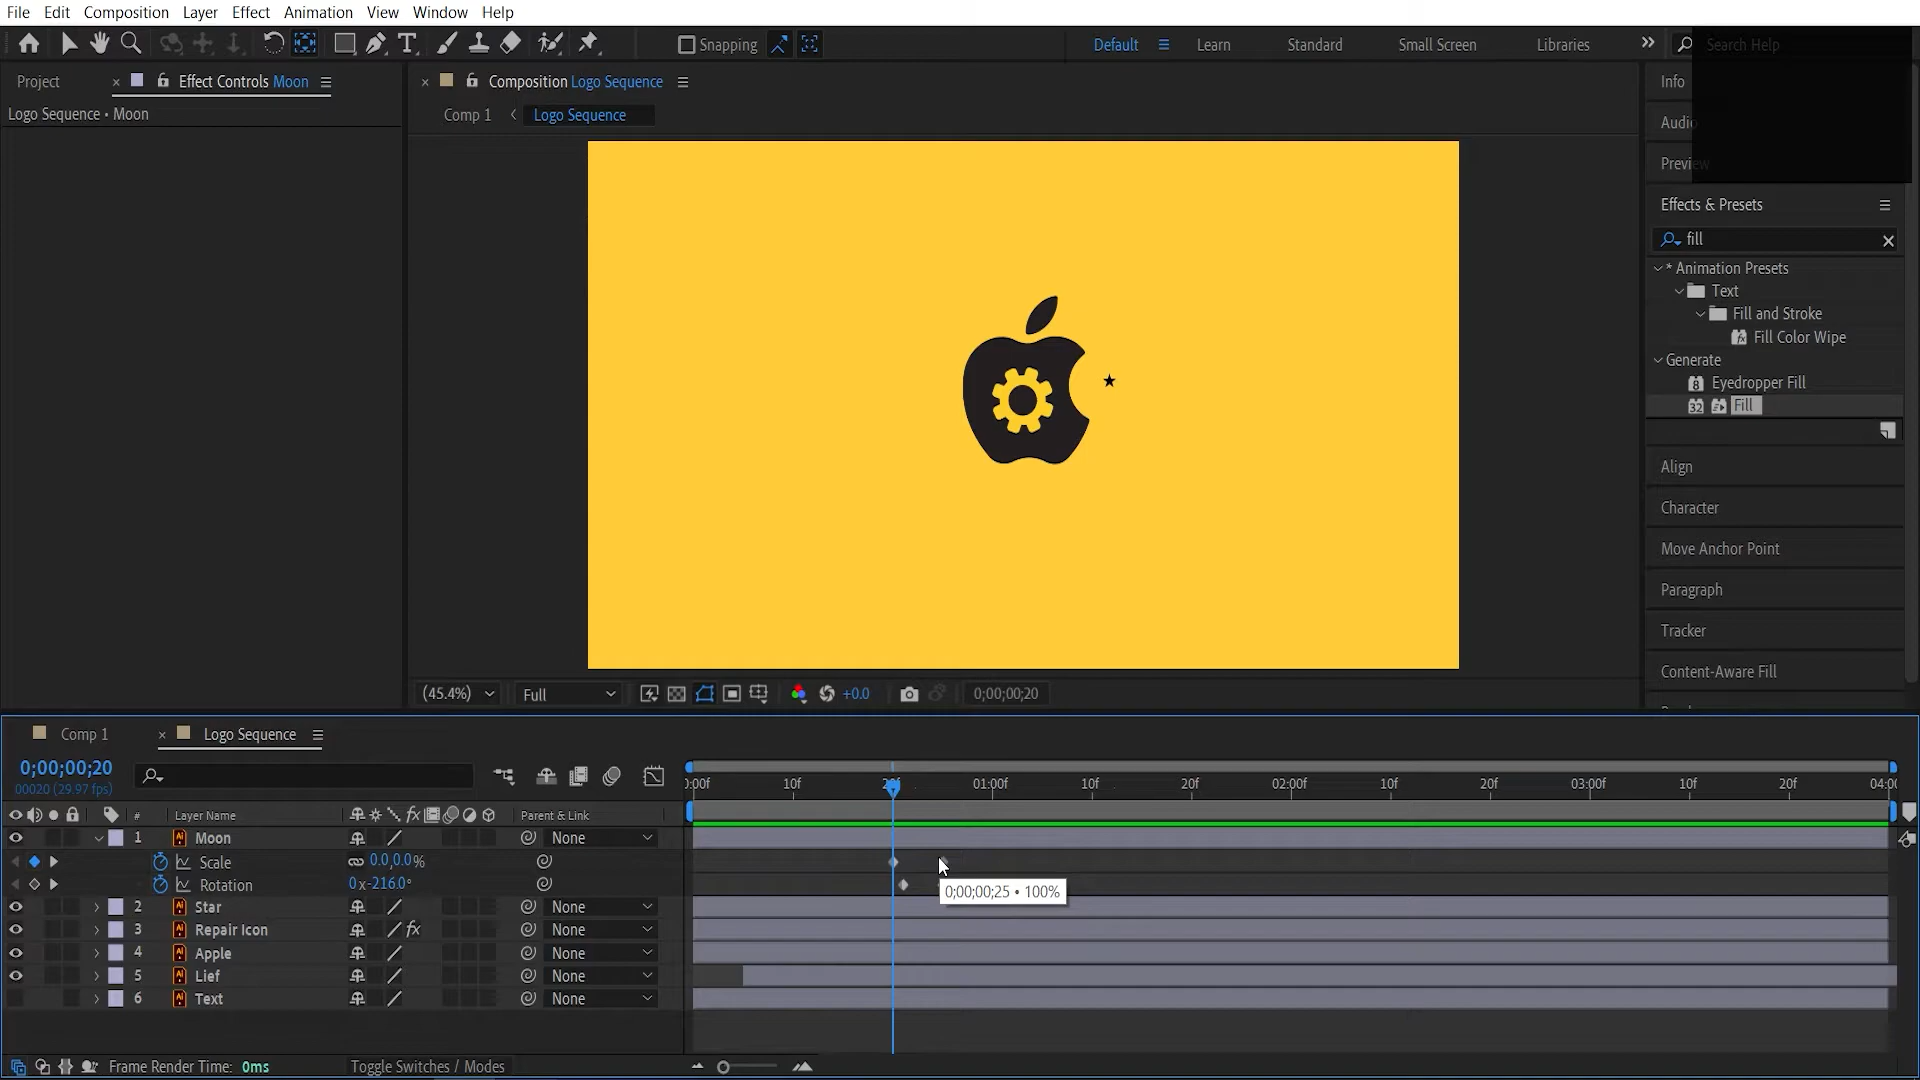 File Edit Composition Layer Effect Animation View Window Help
Snapping Default Learn Standard Small Screen Libraries Search Help
Project Effect Controls Moon
Composition Logo Sequence
Info
Logo Sequence • Moon
Comp 1 Logo Sequence
Audio
Preview
Effects & Presets
fill
* Animation Presets
Text
Fill and Stroke
Fill Color Wipe
Generate
Eyedropper Fill
Fill
Align
Character
Move Anchor Point
Paragraph
Tracker
Content-Aware Fill
(45.4%) Full +0.0 0;00;00;20
Comp 1 Logo Sequence
0;00;00;20
00020 (29.97 fps)
0:00f 10f 20f 01:00f 10f 20f 02:00f 10f 20f 03:00f 10f 20f 04:00
# Layer Name fx Parent & Link
1 Moon None
Scale 0.0,0.0%
Rotation 0x-216.0°
0;00;00;25 • 100%
2 Star None
3 Repair Icon fx None
4 Apple None
5 Lief None
6 Text None
Frame Render Time: 0ms Toggle Switches / Modes